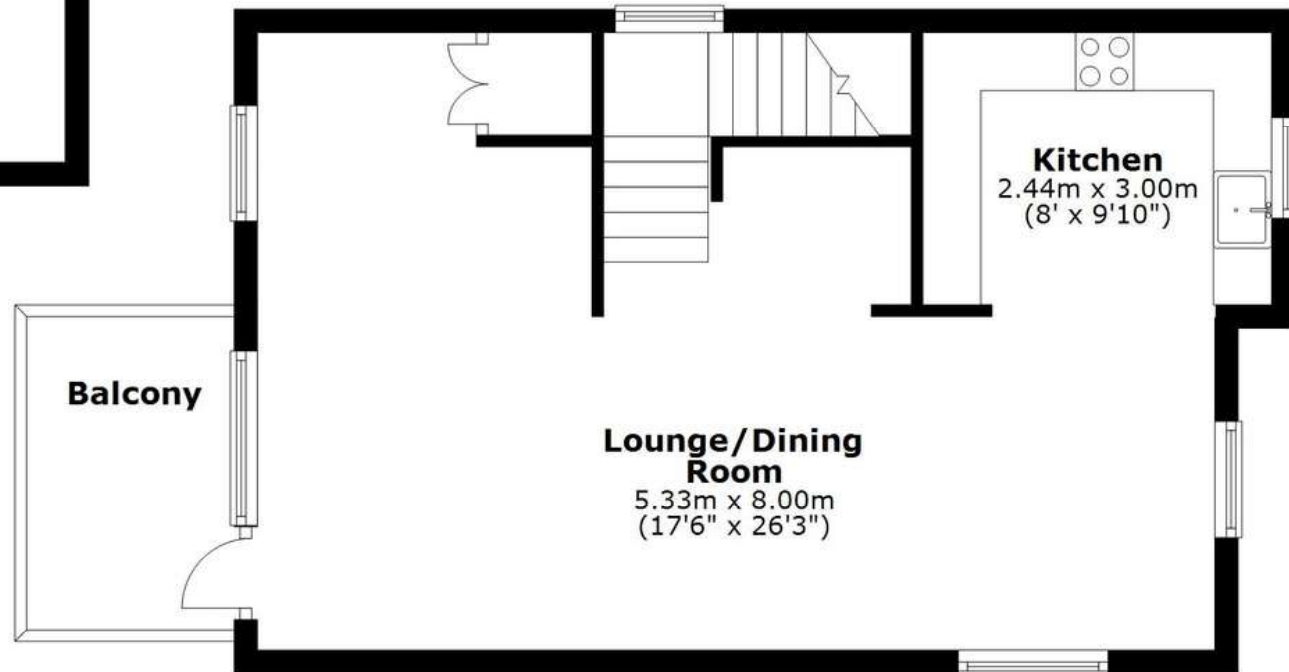 Kitchen
2.44m x 3.00m
(8' x 9'10")
Balcony
Lounge/Dining
Room
5.33m x 8.00m
(17'6" x 26'3")